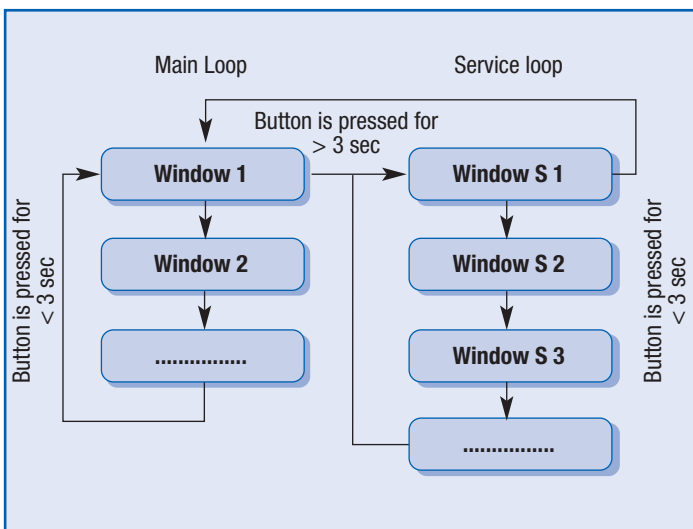 Main Loop
Service loop
Button is pressed for
> 3 sec
Window 1
Window S 1
Button is pressed for
< 3 sec
Window 2
Window S 2
Button is pressed for
< 3 sec
................
Window S 3
................